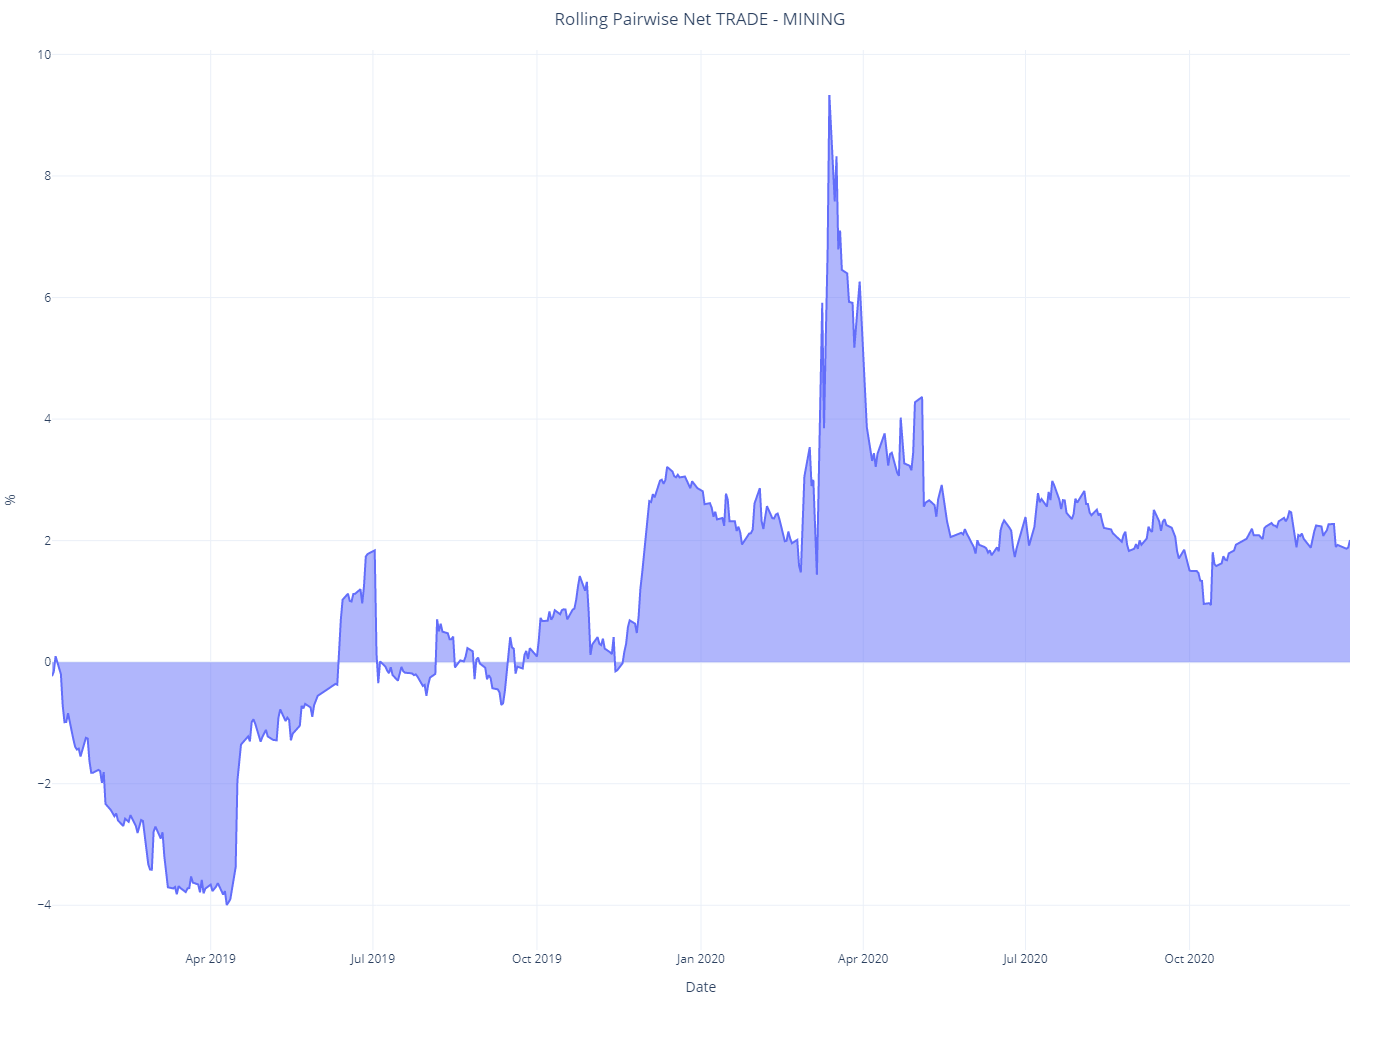 Rolling Pairwise Net TRADE - MINING
10
8
6
4
2
0
−2
−4
%
Apr 2019
Jul 2019
Oct 2019
Jan 2020
Apr 2020
Jul 2020
Oct 2020
Date